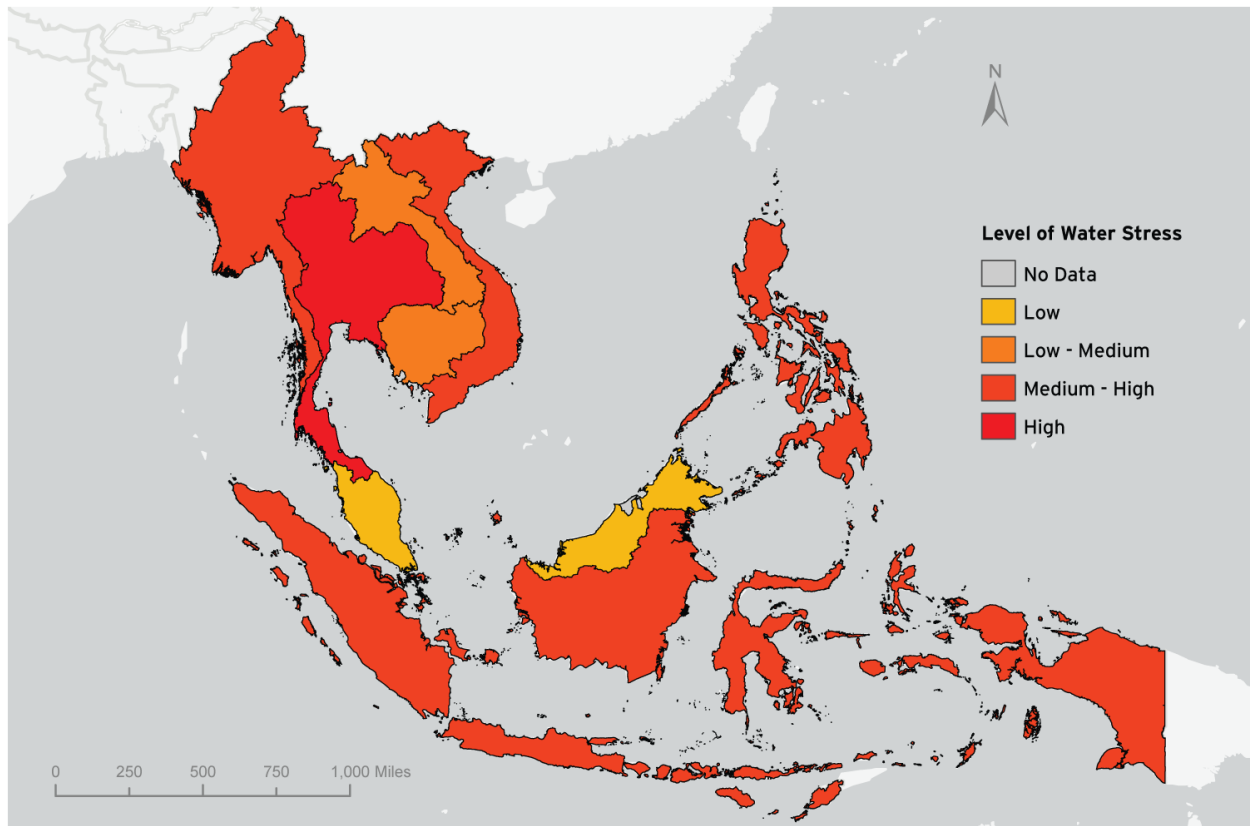 N
Level of Water Stress
No Data
Low
Low - Medium
Medium - High
High
0 250 500 750 1,000 Miles